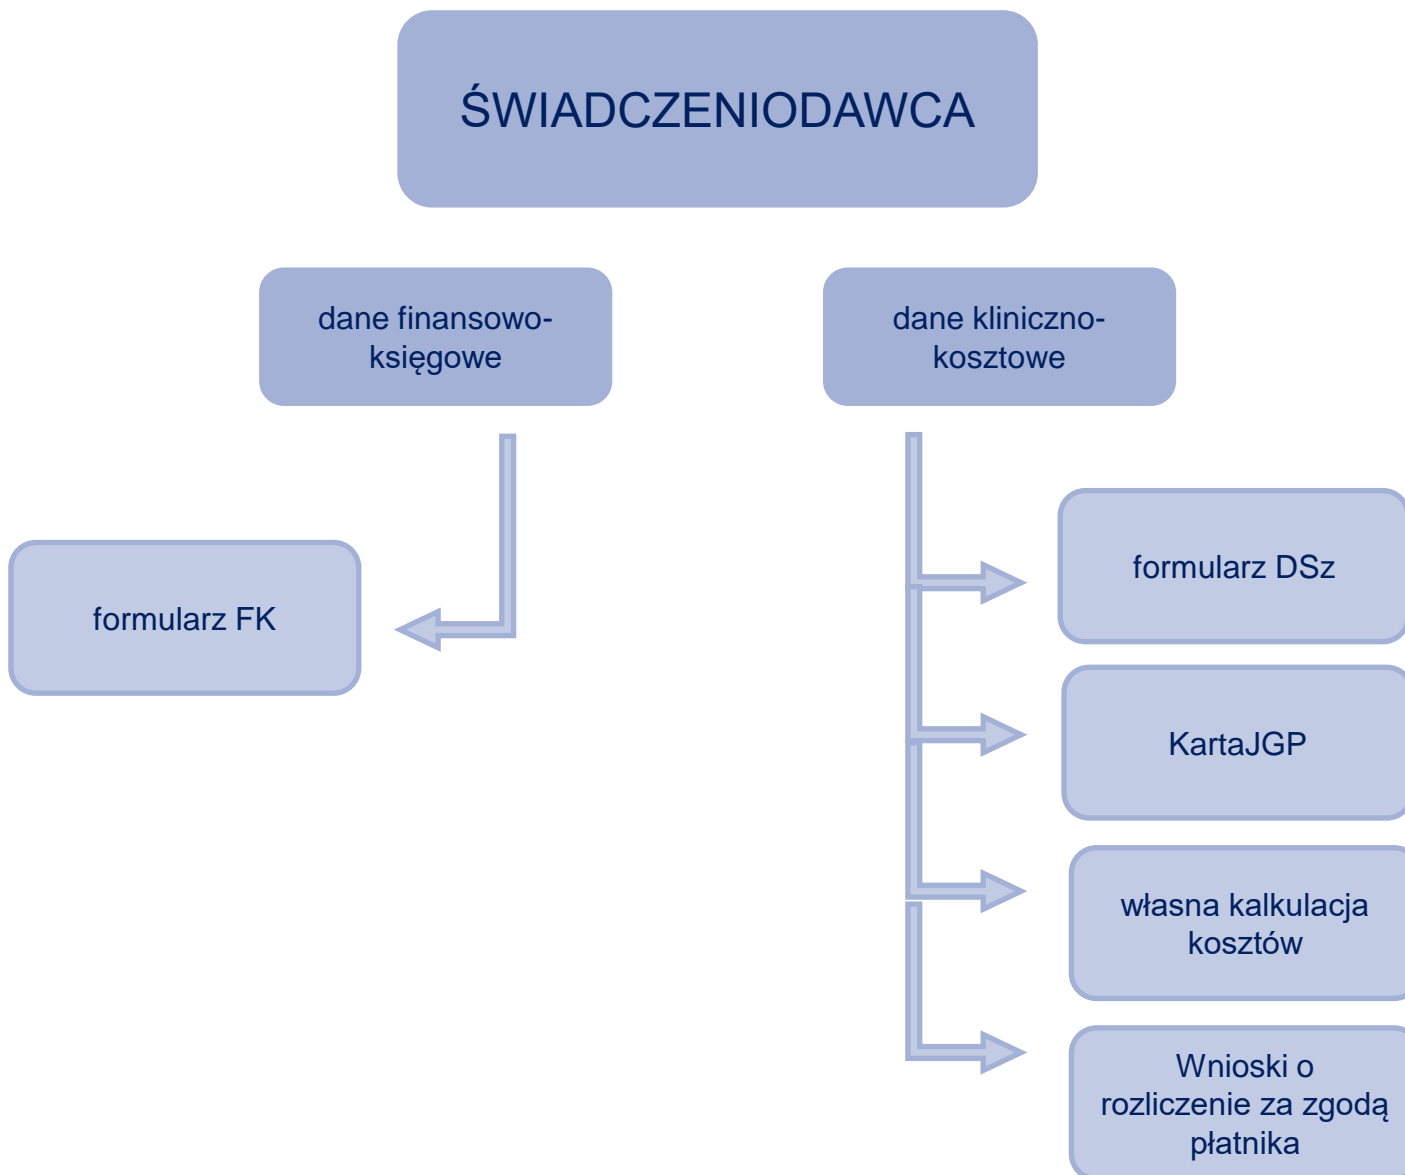 ŚWIADCZENIODAWCA
dane finansowo-
księgowe
dane kliniczno-
kosztowe
formularz FK
formularz DSz
KartaJGP
własna kalkulacja
kosztów
Wnioski o
rozliczenie za zgodą
płatnika